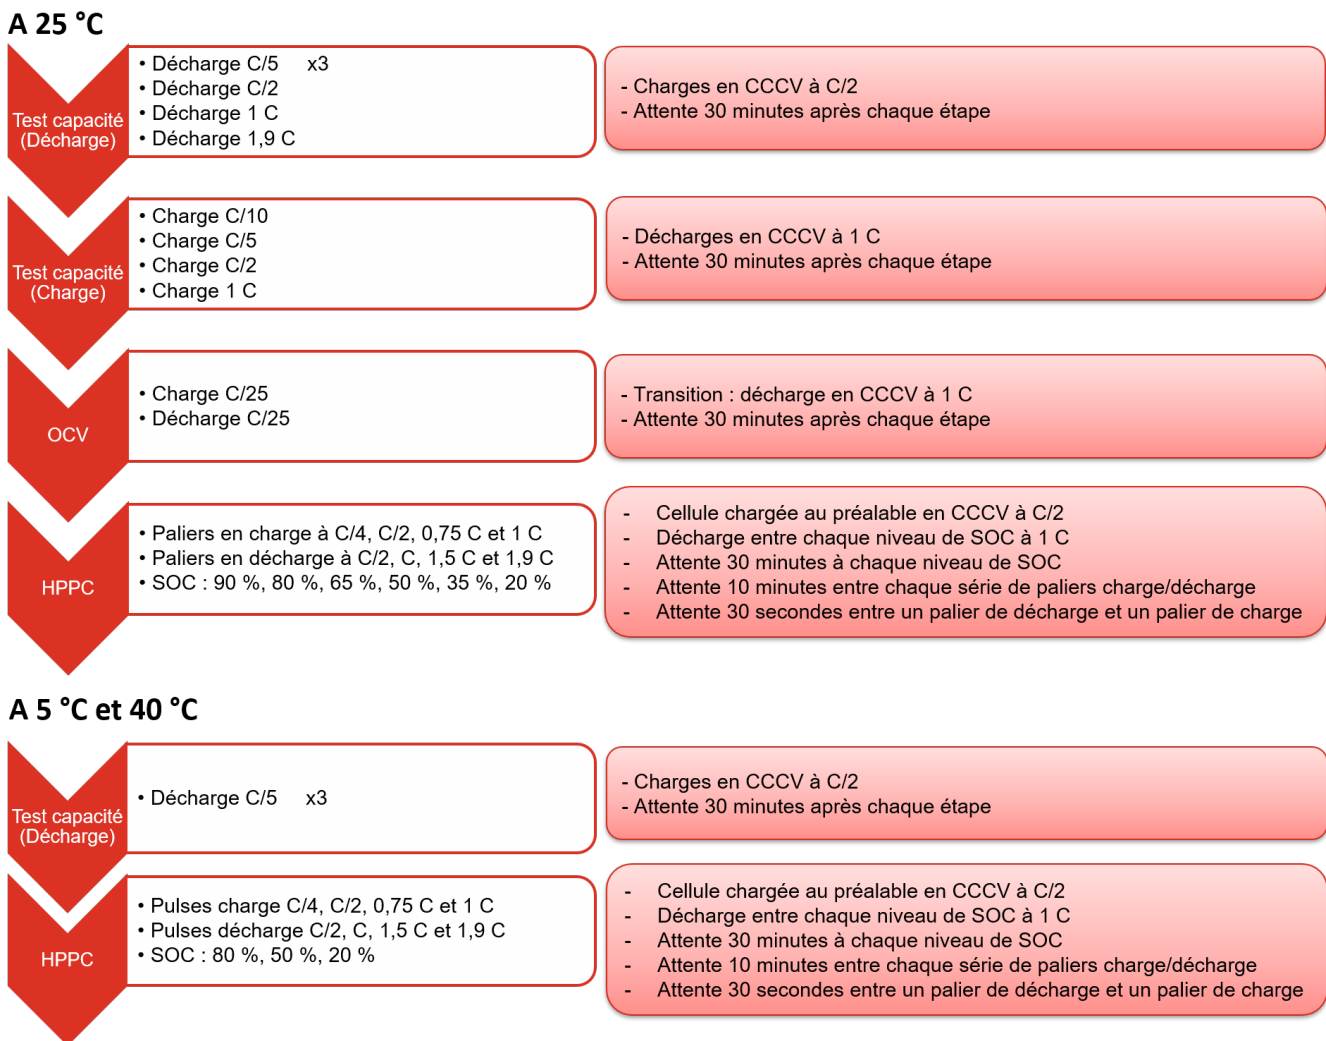 A 25 °C
Test capacité
(Décharge)
• Décharge C/5 x3
• Décharge C/2
• Décharge 1 C
• Décharge 1,9 C
- Charges en CCCV à C/2
- Attente 30 minutes après chaque étape
Test capacité
(Charge)
• Charge C/10
• Charge C/5
• Charge C/2
• Charge 1 C
- Décharges en CCCV à 1 C
- Attente 30 minutes après chaque étape
OCV
• Charge C/25
• Décharge C/25
- Transition : décharge en CCCV à 1 C
- Attente 30 minutes après chaque étape
HPPC
• Paliers en charge à C/4, C/2, 0,75 C et 1 C
• Paliers en décharge à C/2, C, 1,5 C et 1,9 C
• SOC : 90 %, 80 %, 65 %, 50 %, 35 %, 20 %
- Cellule chargée au préalable en CCCV à C/2
- Décharge entre chaque niveau de SOC à 1 C
- Attente 30 minutes à chaque niveau de SOC
- Attente 10 minutes entre chaque série de paliers charge/décharge
- Attente 30 secondes entre un palier de décharge et un palier de charge
A 5 °C et 40 °C
Test capacité
(Décharge)
• Décharge C/5 x3
- Charges en CCCV à C/2
- Attente 30 minutes après chaque étape
HPPC
• Pulses charge C/4, C/2, 0,75 C et 1 C
• Pulses décharge C/2, C, 1,5 C et 1,9 C
• SOC : 80 %, 50 %, 20 %
- Cellule chargée au préalable en CCCV à C/2
- Décharge entre chaque niveau de SOC à 1 C
- Attente 30 minutes à chaque niveau de SOC
- Attente 10 minutes entre chaque série de paliers charge/décharge
- Attente 30 secondes entre un palier de décharge et un palier de charge